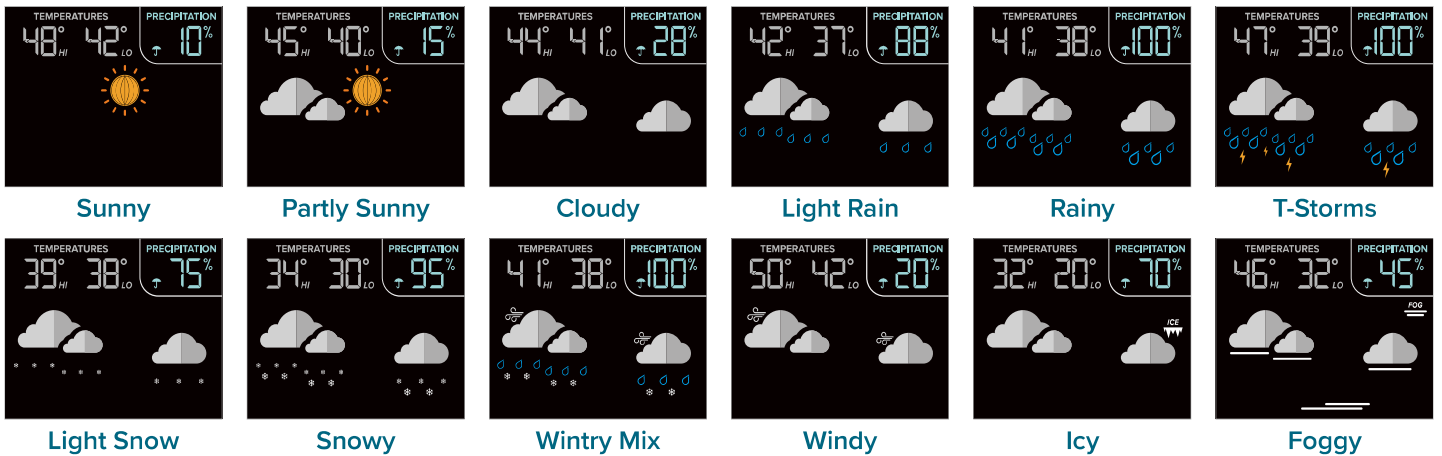 TEMPERATURES PRECIPITATION
48° HI 42° LO 10%
Sunny
TEMPERATURES PRECIPITATION
45° HI 40° LO 15%
Partly Sunny
TEMPERATURES PRECIPITATION
44° HI 41° LO 28%
Cloudy
TEMPERATURES PRECIPITATION
42° HI 37° LO 88%
Light Rain
TEMPERATURES PRECIPITATION
41° HI 38° LO 100%
Rainy
TEMPERATURES PRECIPITATION
47° HI 39° LO 100%
T-Storms
TEMPERATURES PRECIPITATION
39° HI 38° LO 75%
Light Snow
TEMPERATURES PRECIPITATION
34° HI 30° LO 95%
Snowy
TEMPERATURES PRECIPITATION
41° HI 38° LO 100%
Wintry Mix
TEMPERATURES PRECIPITATION
50° HI 42° LO 20%
Windy
TEMPERATURES PRECIPITATION
32° HI 20° LO 70%
ICE
Icy
TEMPERATURES PRECIPITATION
46° HI 32° LO 45%
FOG
Foggy